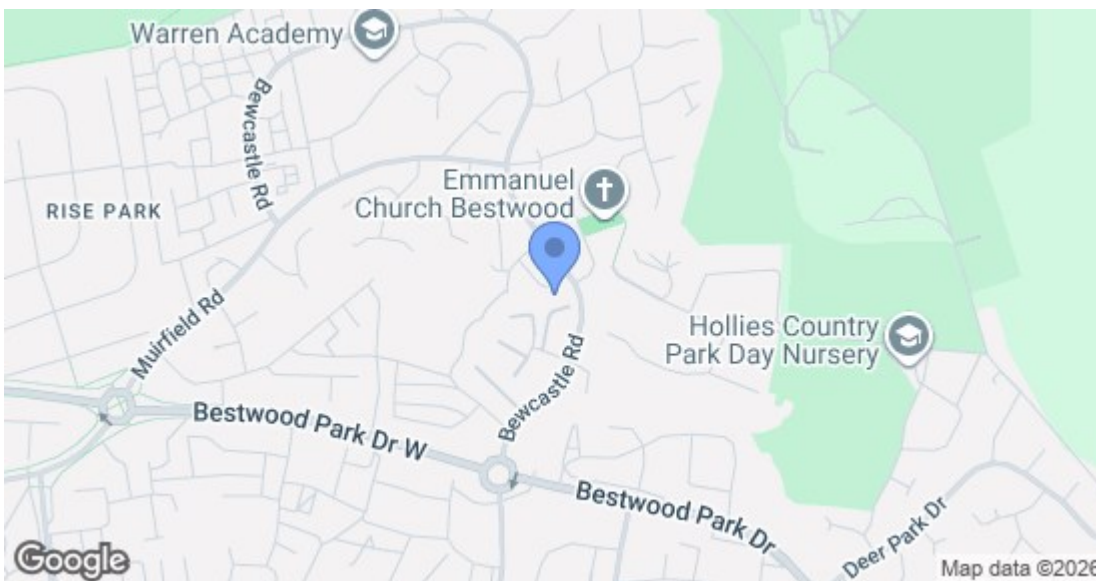 Warren Academy
Bewcastle Rd
Emmanuel
Church Bestwood
RISE PARK
Muirfield Rd
Hollies Country
Park Day Nursery
Bewcastle Rd
Bestwood Park Dr W
Bestwood Park Dr
Deer Park Dr
Google
Map data ©2026